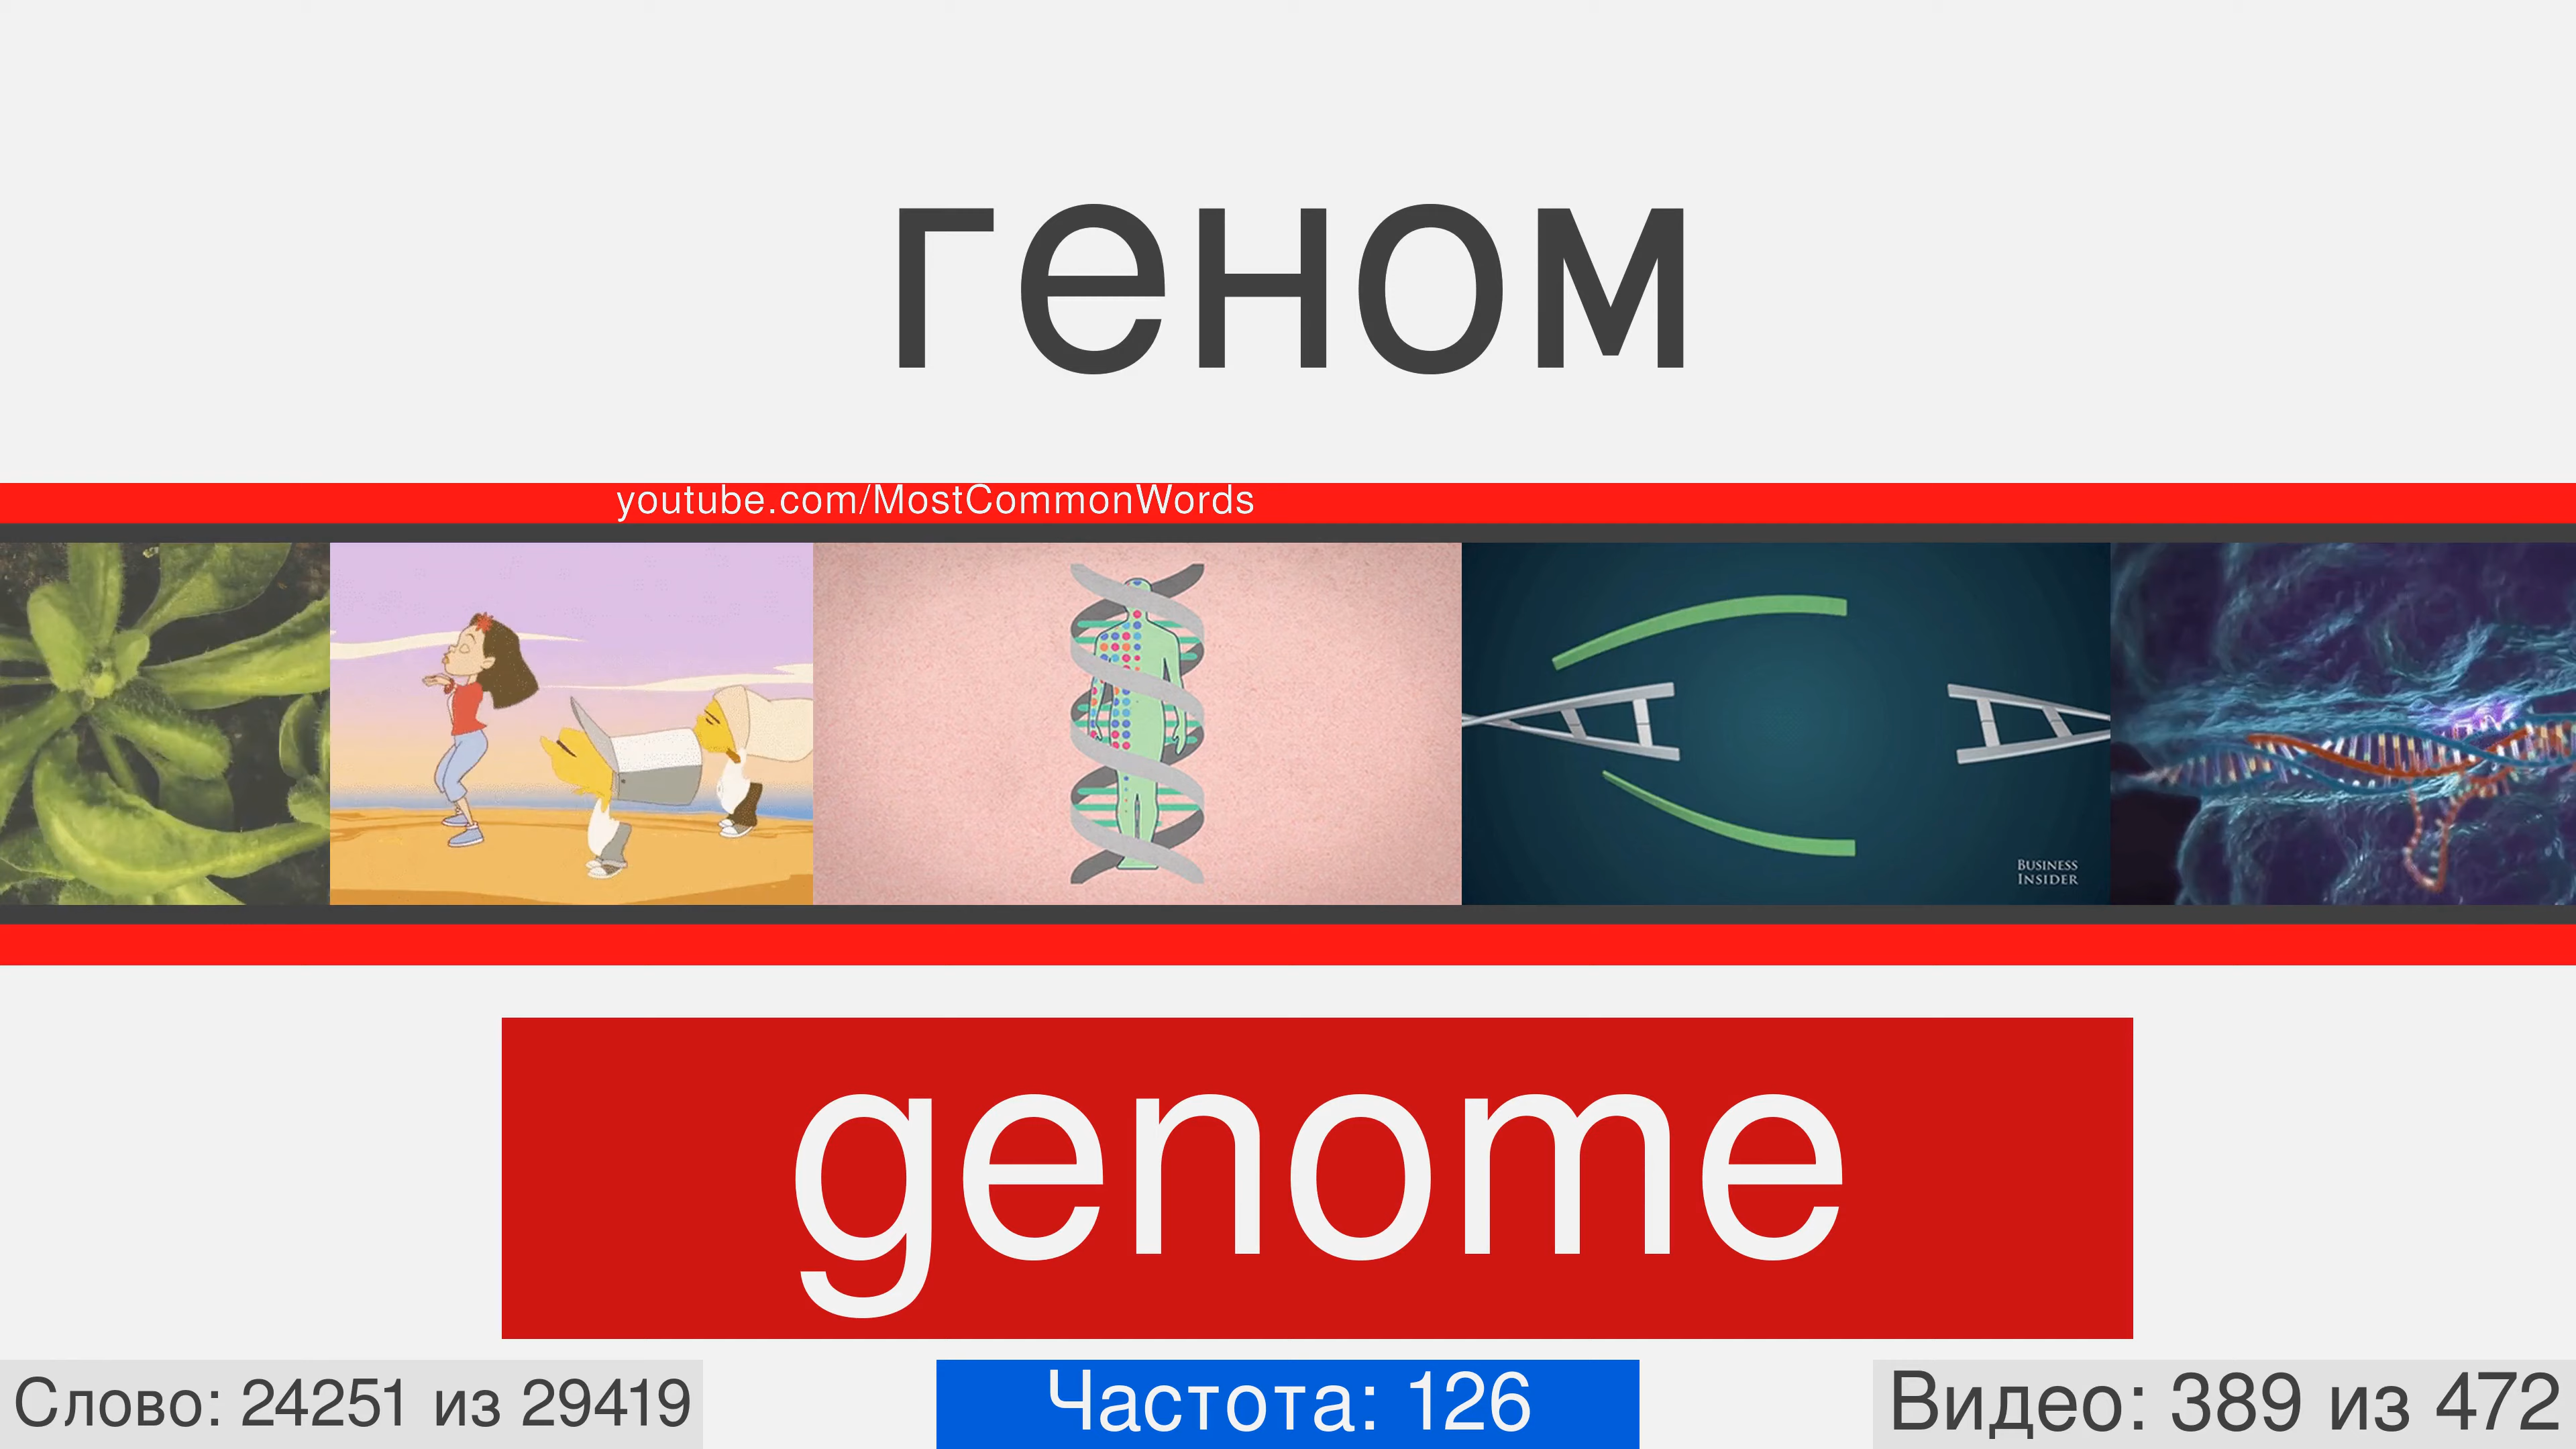 геном
youtube.com/MostCommonWords
BUSINESS
INSIDER
genome
Слово: 24251 из 29419
Частота: 126
Видео: 389 из 472